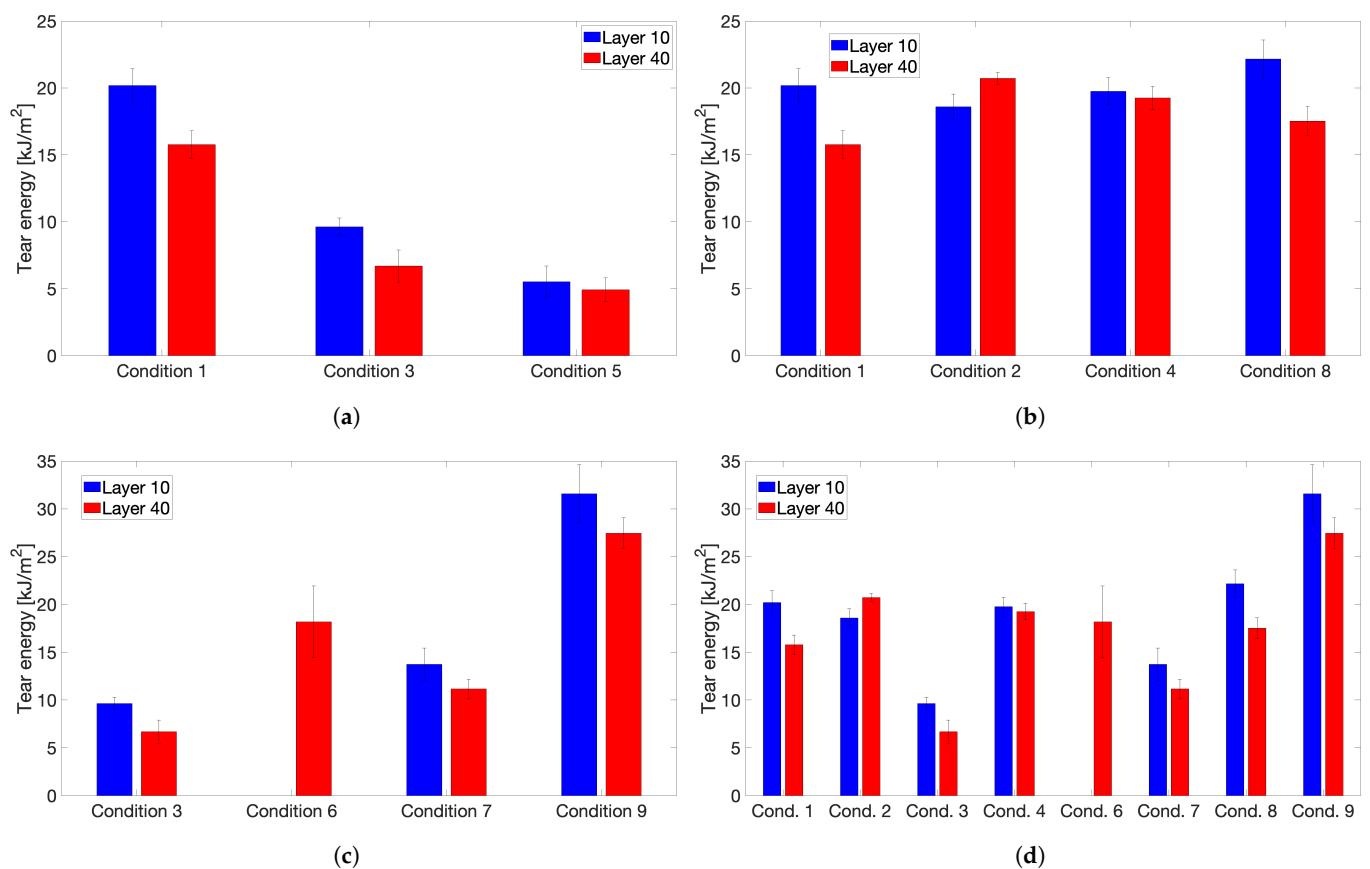 25
20
15
10
5
0
Tear energy [kJ/m²]
Layer 10
Layer 40
Condition 1
Condition 3
Condition 5
(a)
25
20
15
10
5
0
Tear energy [kJ/m²]
Layer 10
Layer 40
Condition 1
Condition 2
Condition 4
Condition 8
(b)
35
30
25
20
15
10
5
0
Tear energy [kJ/m²]
Layer 10
Layer 40
Condition 3
Condition 6
Condition 7
Condition 9
(c)
35
30
25
20
15
10
5
0
Tear energy [kJ/m²]
Layer 10
Layer 40
Cond. 1
Cond. 2
Cond. 3
Cond. 4
Cond. 6
Cond. 7
Cond. 8
Cond. 9
(d)